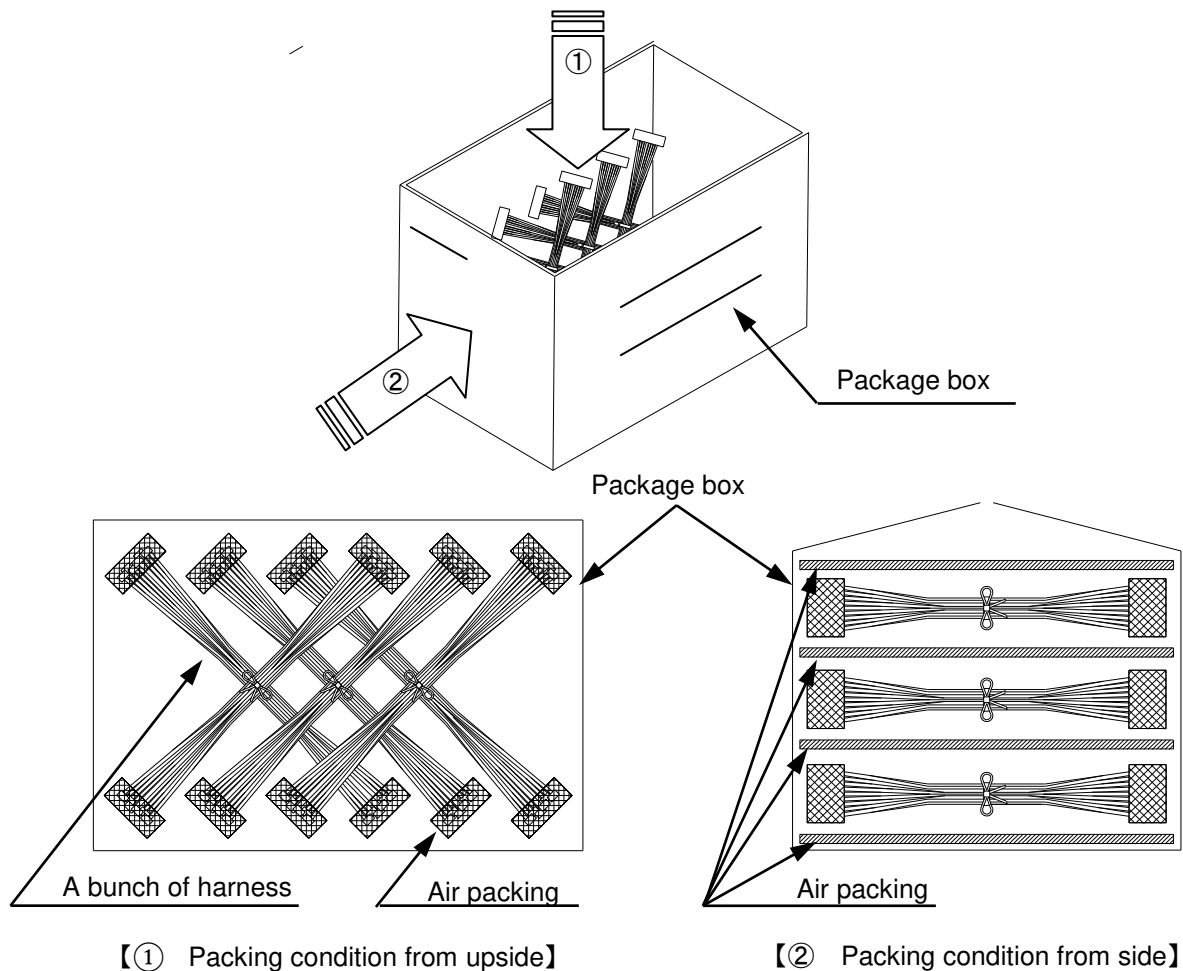 ①
②
Package box
Package box
A bunch of harness
Air packing
Air packing
【① Packing condition from upside】
【② Packing condition from side】